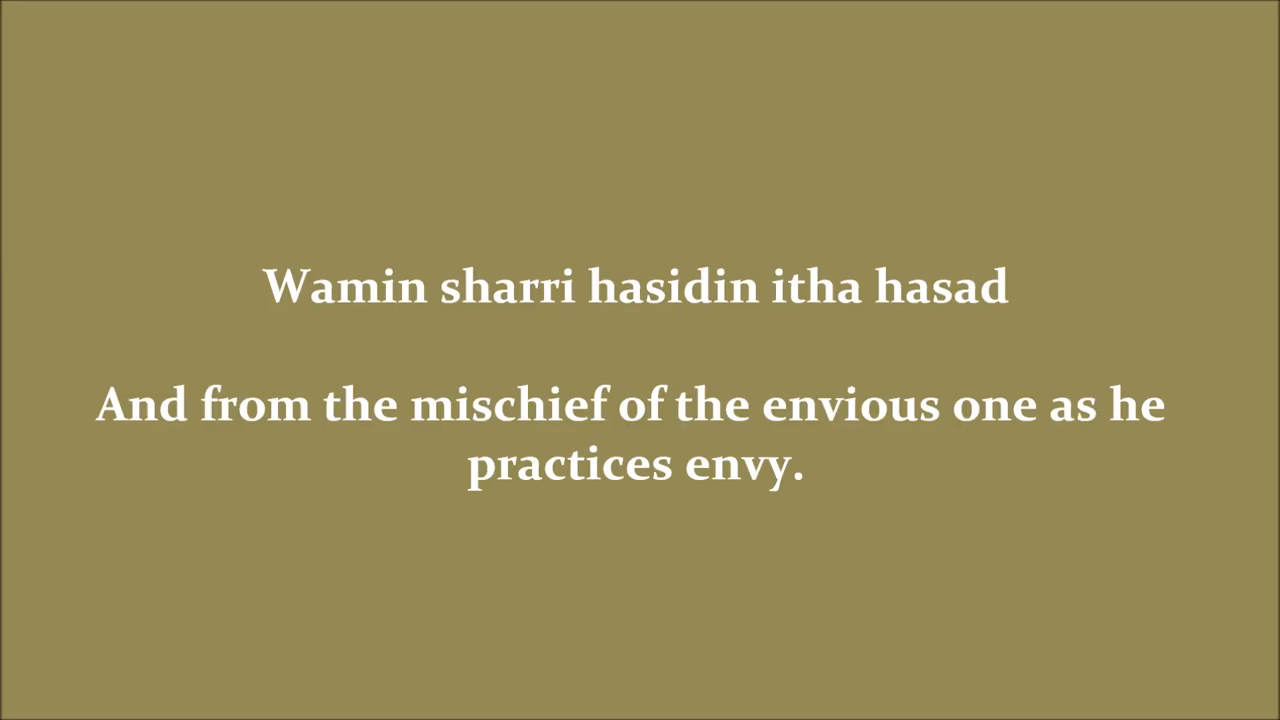 Wamin sharri hasidin itha hasad
And from the mischief of the envious one as he
practices envy.